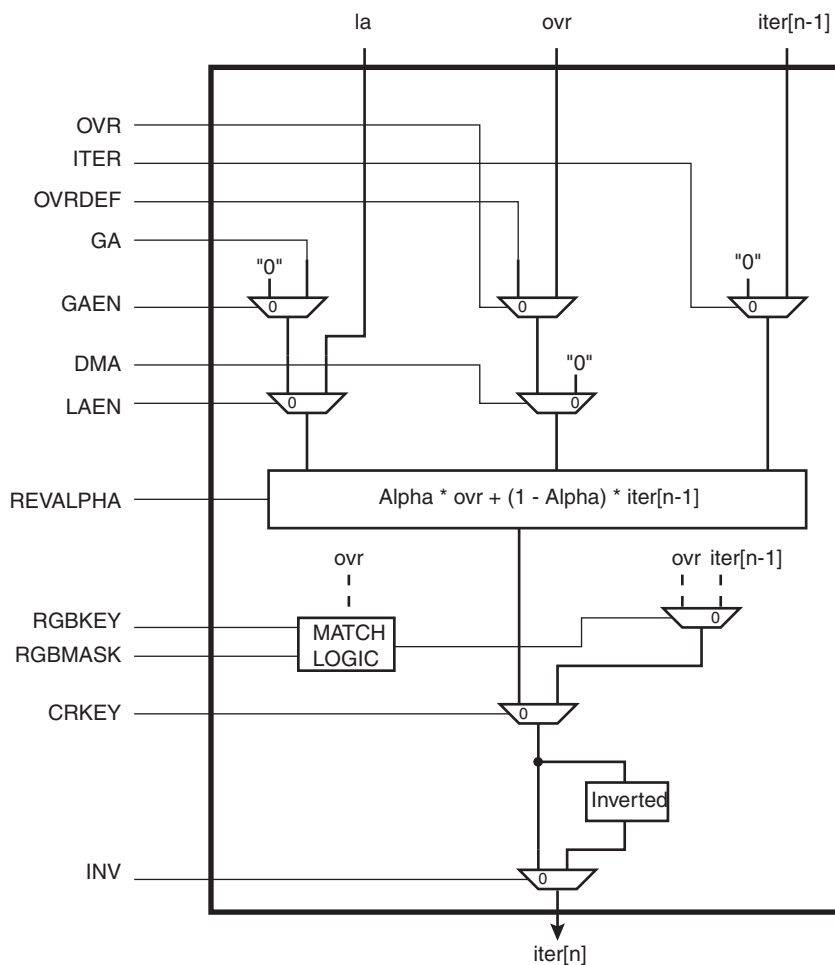 la ovr iter[n-1]
OVR
ITER
OVRDEF
GA
"0" "0"
GAEN 0 0 0
DMA "0"
LAEN 0 0
REVALPHA Alpha * ovr + (1 - Alpha) * iter[n-1]
ovr ovr iter[n-1]
RGBKEY MATCH 0
RGBMASK LOGIC
CRKEY 0
Inverted
INV 0
iter[n]